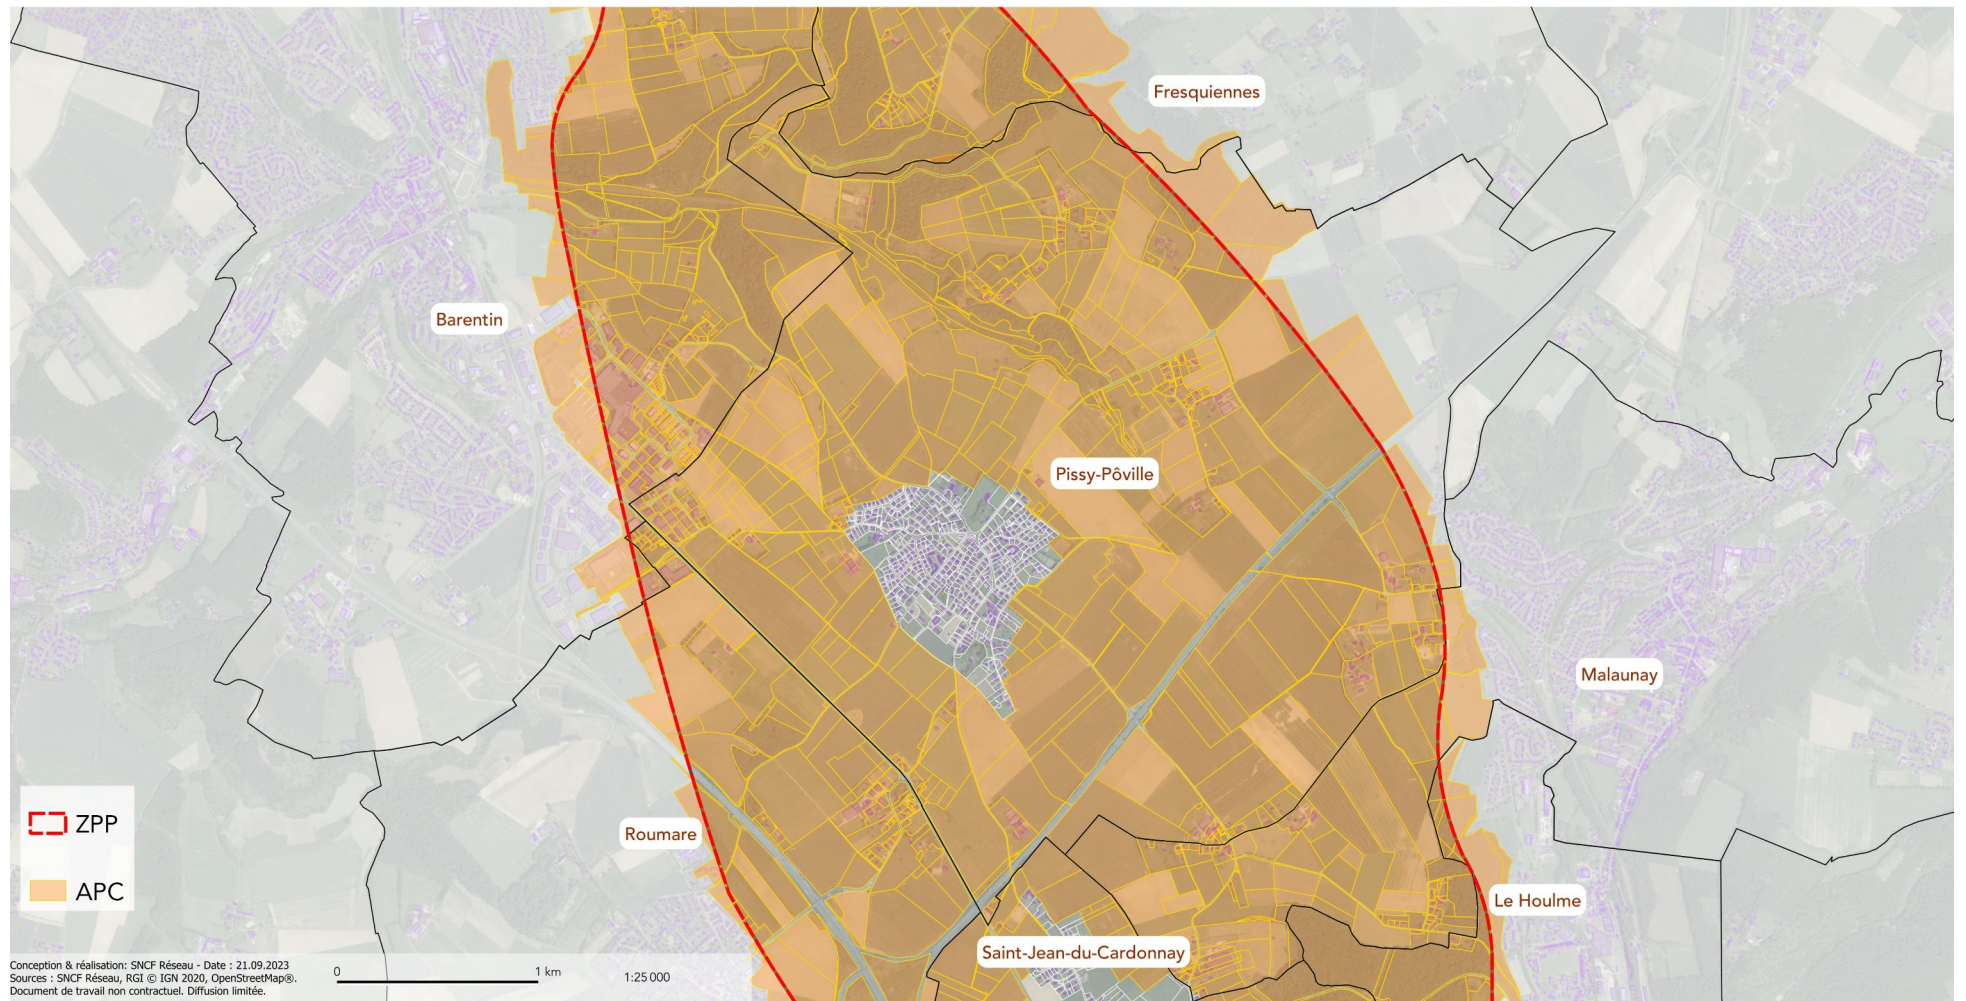 Fresquiennes
Barentin
Pissy-Pôville
Malaunay
Roumare
Le Houlme
Saint-Jean-du-Cardonnay
ZPP
APC
Conception & réalisation: SNCF Réseau - Date : 21.09.2023
Sources : SNCF Réseau, RGI © IGN 2020, OpenStreetMap®.
Document de travail non contractuel. Diffusion limitée.
0 1 km
1:25 000